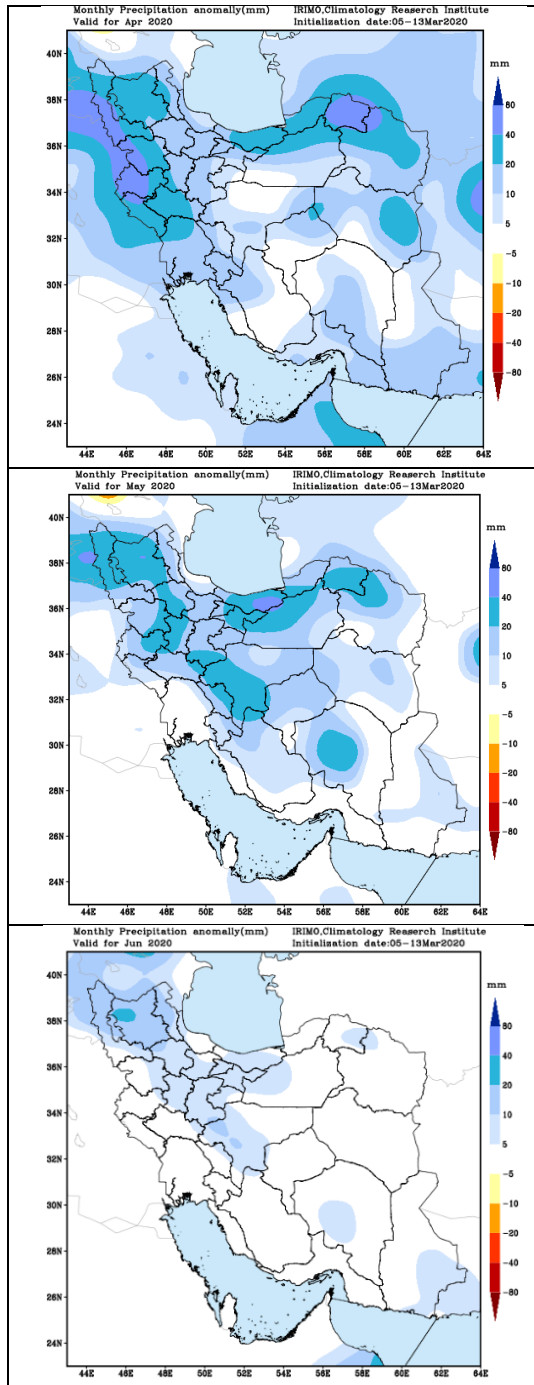 Monthly Precipitation anomally(mm) IRIMO,Climatology Reaserch Institute
Valid for Apr 2020 Initialization date:05-13Mar2020
mm
40N
38N
36N
34N
32N
30N
28N
26N
24N
80
40
20
10
5
-5
-10
-20
-40
-80
44E 46E 48E 50E 52E 54E 56E 58E 60E 62E 64E
Monthly Precipitation anomally(mm) IRIMO,Climatology Reaserch Institute
Valid for May 2020 Initialization date:05-13Mar2020
mm
40N
38N
36N
34N
32N
30N
28N
26N
24N
80
40
20
10
5
-5
-10
-20
-40
-80
44E 46E 48E 50E 52E 54E 56E 58E 60E 62E 64E
Monthly Precipitation anomally(mm) IRIMO,Climatology Reaserch Institute
Valid for Jun 2020 Initialization date:05-13Mar2020
mm
40N
38N
36N
34N
32N
30N
28N
26N
24N
80
40
20
10
5
-5
-10
-20
-40
-80
44E 46E 48E 50E 52E 54E 56E 58E 60E 62E 64E